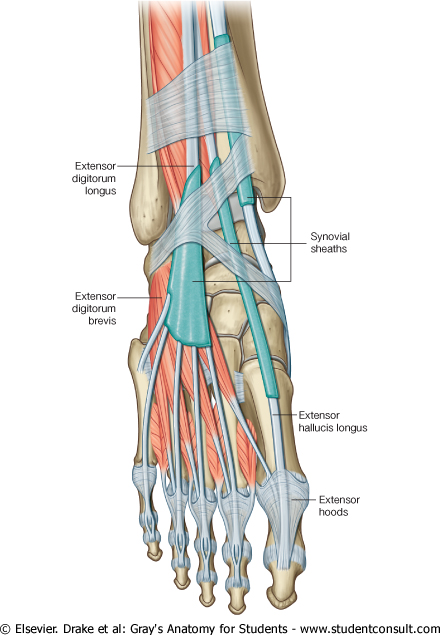 Extensor
digitorum
longus
Synovial
sheaths
Extensor
digitorum
brevis
Extensor
hallucis longus
Extensor
hoods
© Elsevier. Drake et al: Gray's Anatomy for Students - www.studentconsult.com